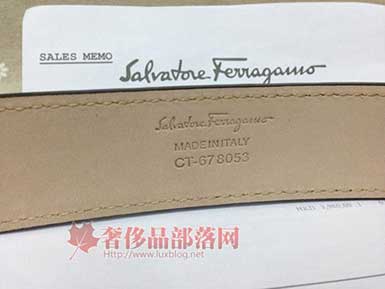 SALES MEMO
Salvatore Ferragamo
Salvatore Ferragamo
MADE IN ITALY
CT-678053
奢侈品部落网
Http://www.luxblog.net